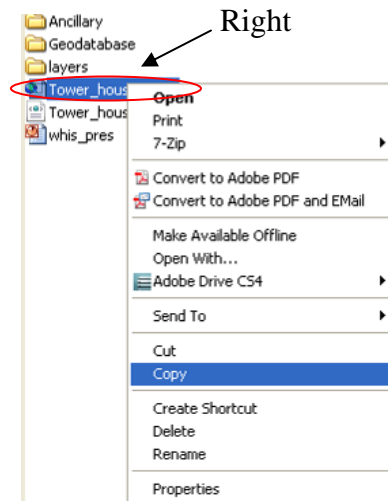 Right
Ancillary
Geodatabase
layers
Tower_hous
Tower_hous
whis_pres
Open
Print
7-Zip
Convert to Adobe PDF
Convert to Adobe PDF and EMail
Make Available Offline
Open With...
Adobe Drive CS4
Send To
Cut
Copy
Create Shortcut
Delete
Rename
Properties